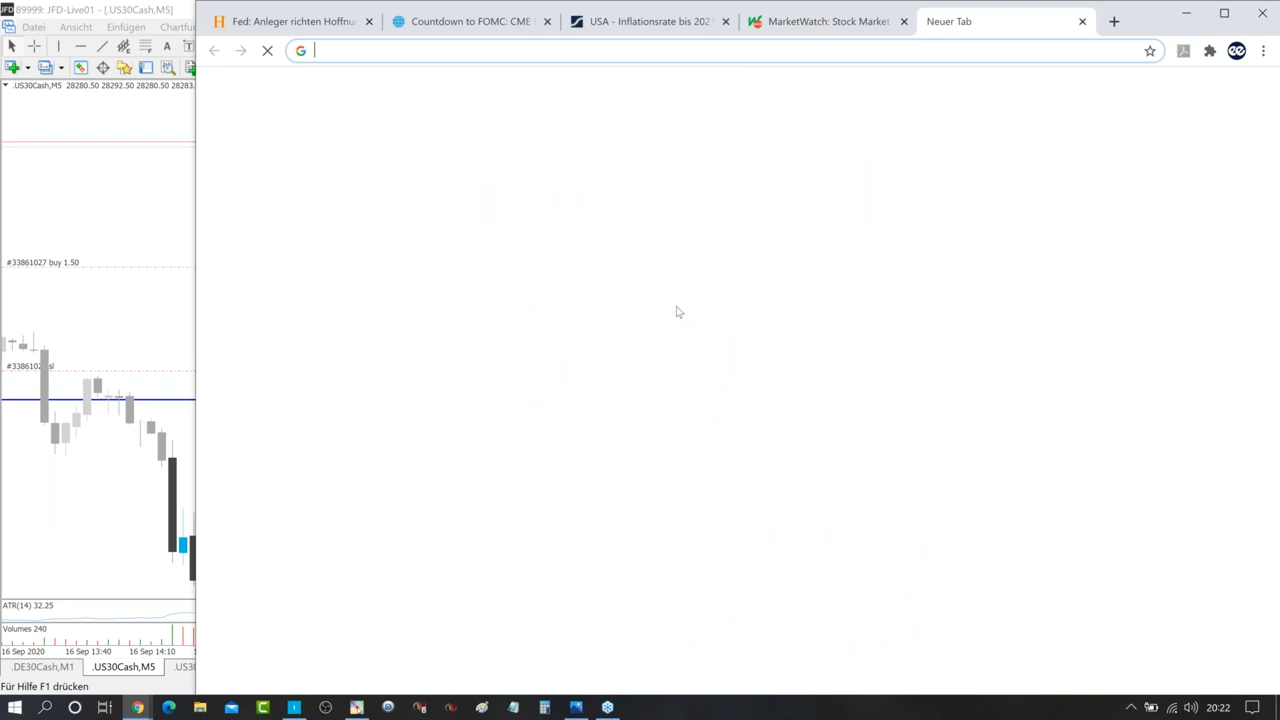 89999: JFD-Live01 - [.US30Cash,M5]
Datei Ansicht Einfügen Chartfur
.US30Cash,M5 28280.50 28292.50 28280.50 28283.
#33861027 buy 1.50
#3386102 sl
ATR(14) 32.25
Volumes 240
16 Sep 2020 16 Sep 13:40 16 Sep 14:10
.DE30Cash,M1 .US30Cash,M5 .US30
Für Hilfe F1 drücken
Fed: Anleger richten Hoffnu
Countdown to FOMC: CME
USA - Inflationsrate bis 202
MarketWatch: Stock Market
Neuer Tab
20:22